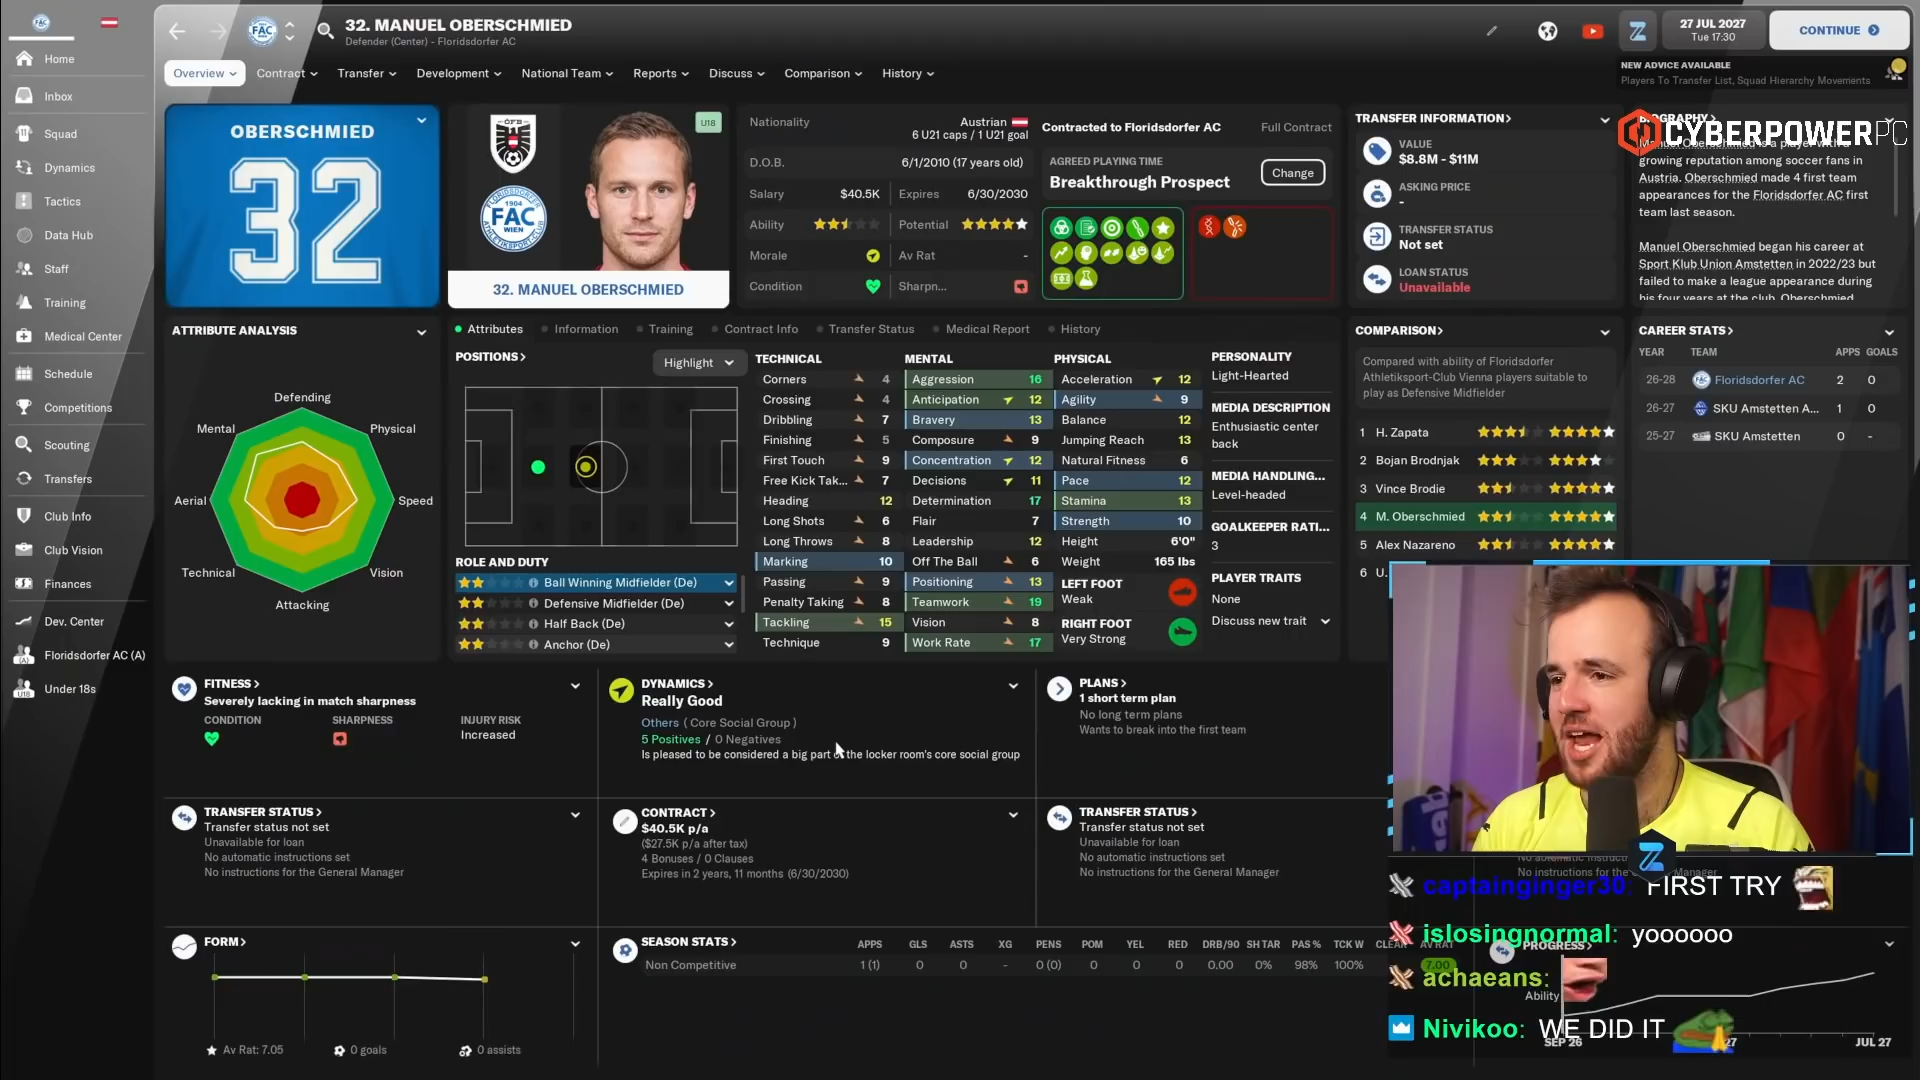 32. MANUEL OBERSCHMIED
Defender (Center) - Floridsdorfer AC
27 JUL 2027
Tue 17:30
CONTINUE
NEW ADVICE AVAILABLE
Players To Transfer List, Squad Hierarchy Movements
CYBERPOWERPC
Home
Inbox
Squad
Dynamics
Tactics
Data Hub
Staff
Training
Medical Center
Schedule
Competitions
Scouting
Transfers
Club Info
Club Vision
Finances
Dev. Center
Floridsdorfer AC (A)
Under 18s
Overview
Contract
Transfer
Development
National Team
Reports
Discuss
Comparison
History
OBERSCHMIED
32
U18
32. MANUEL OBERSCHMIED
Nationality Austrian
6 U21 caps / 1 U21 goal
D.O.B. 6/1/2010 (17 years old)
Salary $40.5K Expires 6/30/2030
Ability Potential
Morale Av Rat -
Condition Sharpn...
Contracted to Floridsdorfer AC Full Contract
AGREED PLAYING TIME
Breakthrough Prospect
Change
TRANSFER INFORMATION>
VALUE
$8.8M - $11M
ASKING PRICE
-
TRANSFER STATUS
Not set
LOAN STATUS
Unavailable
BIOGRAPHY>
Manuel Oberschmied is a player with a
growing reputation among soccer fans in
Austria. Oberschmied made 4 first team
appearances for the Floridsdorfer AC first
team last season.
Manuel Oberschmied began his career at
Sport Klub Union Amstetten in 2022/23 but
failed to make a league appearance during
his four years at the club. Oberschmied
ATTRIBUTE ANALYSIS
Defending
Mental Physical
Aerial Speed
Technical Vision
Attacking
Attributes
Information
Training
Contract Info
Transfer Status
Medical Report
History
POSITIONS>
Highlight
ROLE AND DUTY
Ball Winning Midfielder (De)
Defensive Midfielder (De)
Half Back (De)
Anchor (De)
TECHNICAL
Corners 4
Crossing 4
Dribbling 7
Finishing 5
First Touch 9
Free Kick Tak... 7
Heading 12
Long Shots 6
Long Throws 8
Marking 10
Passing 9
Penalty Taking 8
Tackling 15
Technique 9
MENTAL
Aggression 16
Anticipation 12
Bravery 13
Composure 9
Concentration 12
Decisions 11
Determination 17
Flair 7
Leadership 12
Off The Ball 6
Positioning 13
Teamwork 19
Vision 8
Work Rate 17
PHYSICAL
Acceleration 12
Agility 9
Balance 12
Jumping Reach 13
Natural Fitness 6
Pace 12
Stamina 13
Strength 10
Height 6'0"
Weight 165 lbs
LEFT FOOT
Weak
RIGHT FOOT
Very Strong
PERSONALITY
Light-Hearted
MEDIA DESCRIPTION
Enthusiastic center
back
MEDIA HANDLING...
Level-headed
GOALKEEPER RATI...
3
PLAYER TRAITS
None
Discuss new trait
COMPARISON>
Compared with ability of Floridsdorfer
Athletiksport-Club Vienna players suitable to
play as Defensive Midfielder
1 H. Zapata
2 Bojan Brodnjak
3 Vince Brodie
4 M. Oberschmied
5 Alex Nazareno
6 U.
CAREER STATS>
YEAR TEAM APPS GOALS
26-28 Floridsdorfer AC 2 0
26-27 SKU Amstetten A... 1 0
25-27 SKU Amstetten 0 -
FITNESS>
Severely lacking in match sharpness
CONDITION SHARPNESS INJURY RISK
Increased
DYNAMICS>
Really Good
Others ( Core Social Group )
5 Positives / 0 Negatives
Is pleased to be considered a big part of the locker room's core social group
PLANS>
1 short term plan
No long term plans
Wants to break into the first team
TRANSFER STATUS>
Transfer status not set
Unavailable for loan
No automatic instructions set
No instructions for the General Manager
CONTRACT>
$40.5K p/a
($27.5K p/a after tax)
4 Bonuses / 0 Clauses
Expires in 2 years, 11 months (6/30/2030)
TRANSFER STATUS>
Transfer status not set
Unavailable for loan
No automatic instructions set
No instructions for the General Manager
FORM>
Av Rat: 7.05 0 goals 0 assists
SEASON STATS>
APPS GLS ASTS XG PENS POM YEL RED DRB/90 SH TAR PAS % TCK W CLEAR AV RAT
Non Competitive 1 (1) 0 0 - 0 (0) 0 0 0 0.00 0% 98% 100% 7.00
PROGRESS>
Ability
SEP 26 JUL 27
captainginger30: FIRST TRY
islosingnormal: yoooooo
achaeans:
Nivikoo: WE DID IT